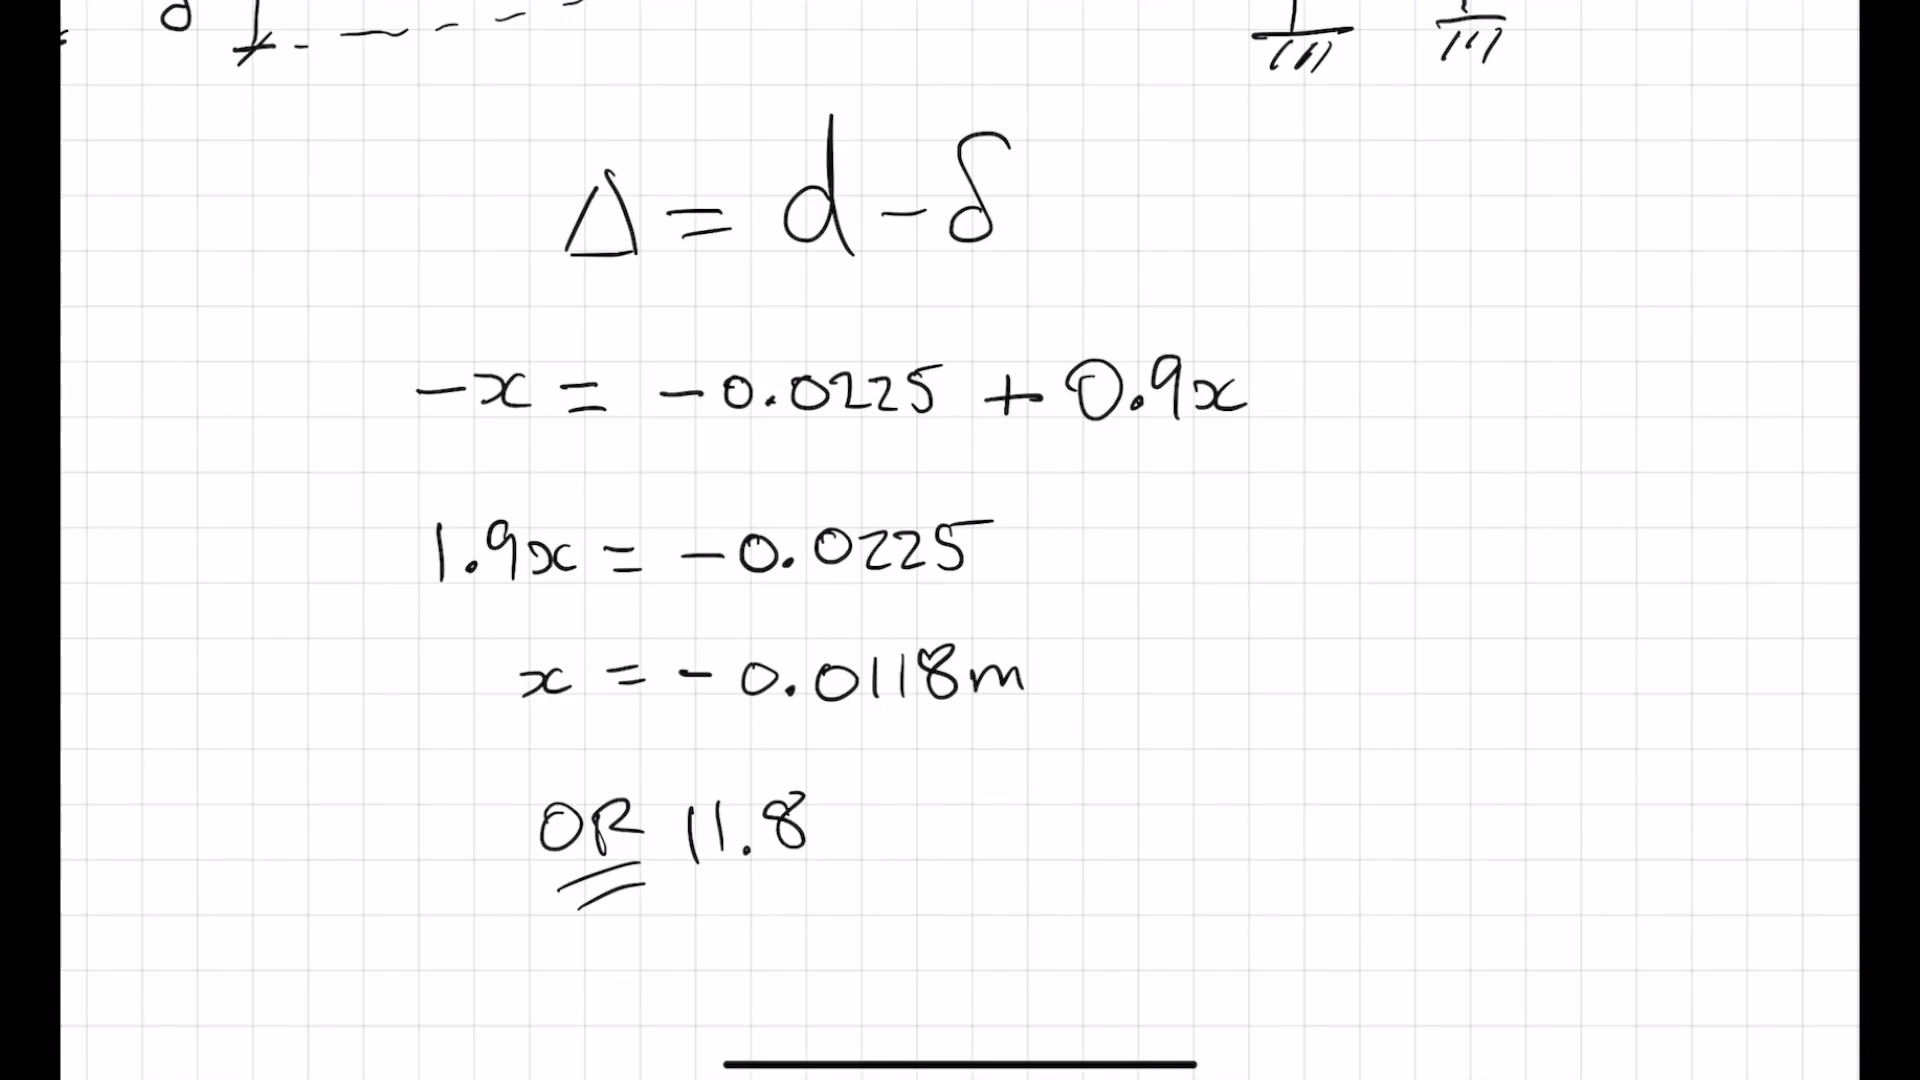 δ
Δ = d - δ
-x = -0.0225 + 0.9x
1.9x = -0.0225
x = -0.0118m
OR 11.8